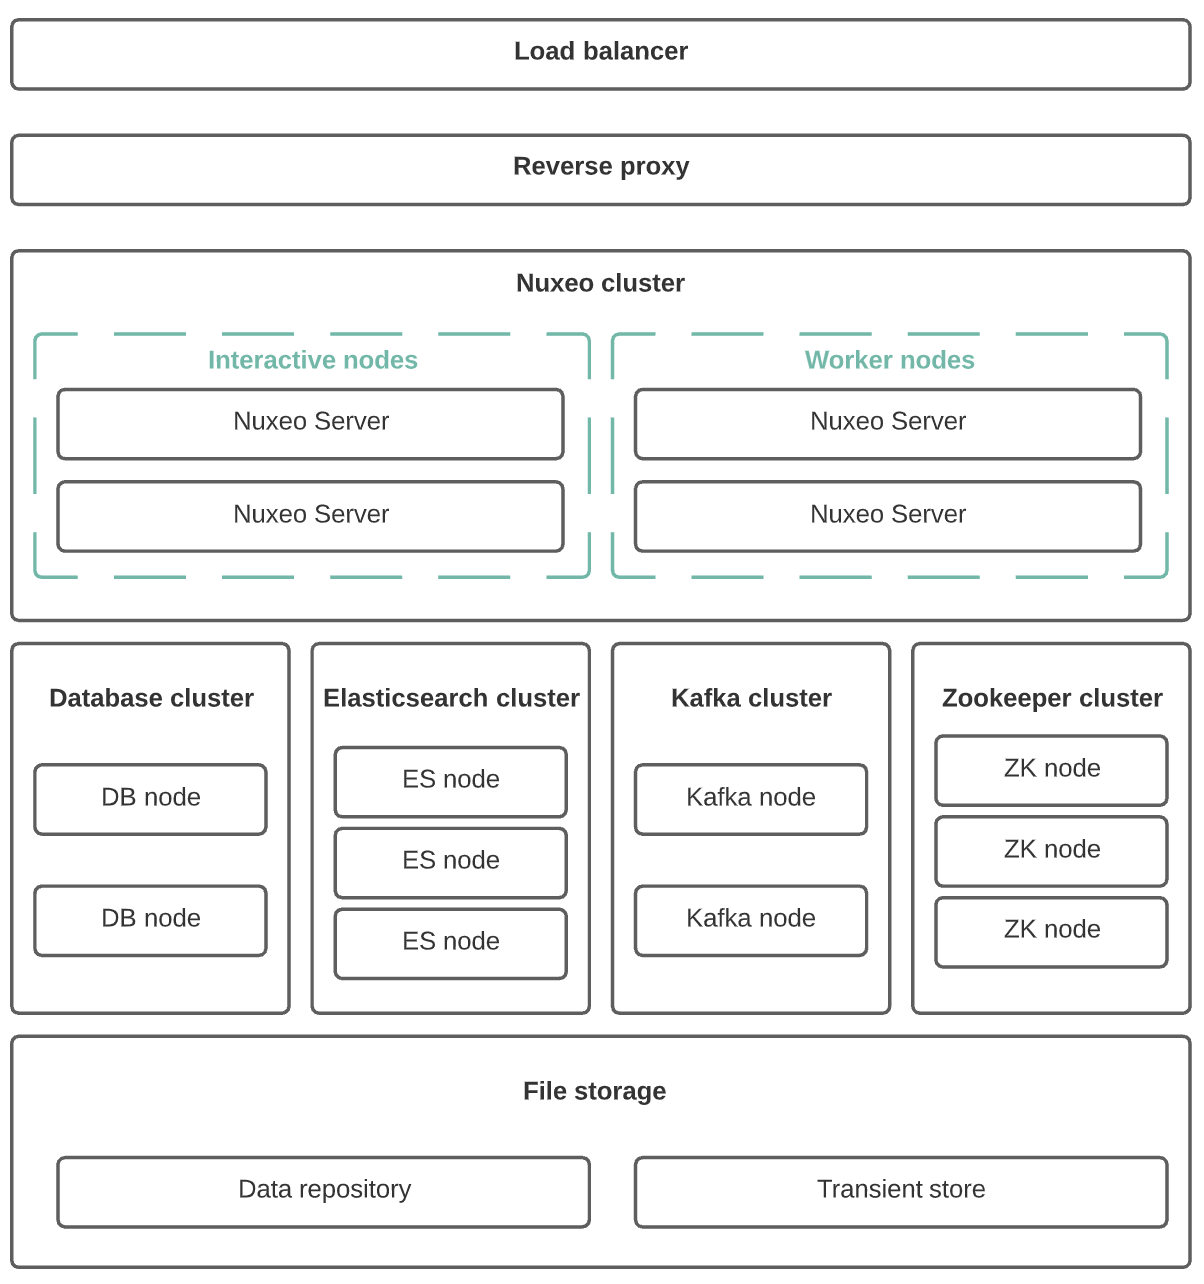 Load balancer
Reverse proxy
Nuxeo cluster
Interactive nodes
Nuxeo Server
Nuxeo Server
Worker nodes
Nuxeo Server
Nuxeo Server
Database cluster
DB node
DB node
Elasticsearch cluster
ES node
ES node
ES node
Kafka cluster
Kafka node
Kafka node
Zookeeper cluster
ZK node
ZK node
ZK node
File storage
Data repository
Transient store